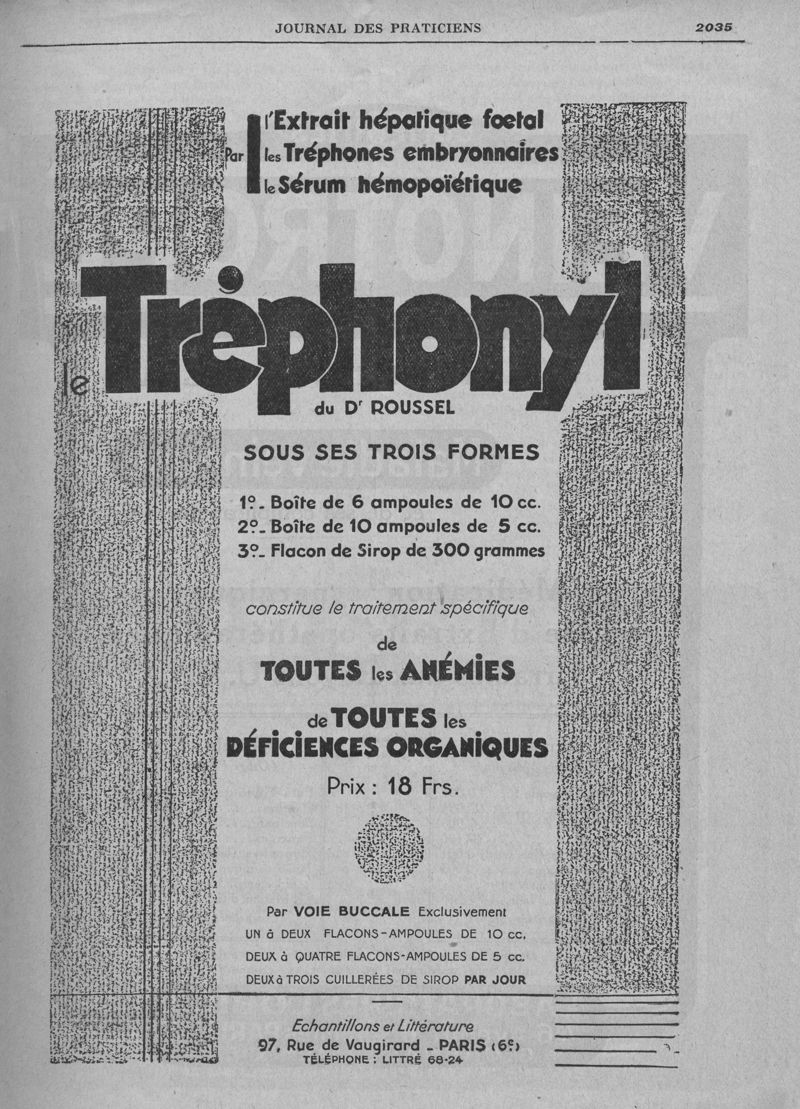 JOURNAL DES PRATICIENS 2035
l'Extrait hépatique fœtal
Par les Tréphones embryonnaires
le Sérum hémopoïétique
le Tréphonyl
du Dr ROUSSEL
SOUS SES TROIS FORMES
1º_ Boîte de 6 ampoules de 10 cc.
2º_ Boîte de 10 ampoules de 5 cc.
3º_ Flacon de Sirop de 300 grammes
constitue le traitement spécifique
de
TOUTES les ANÉMIES
de TOUTES les
DÉFICIENCES ORGANIQUES
Prix : 18 Frs.
Par VOIE BUCCALE Exclusivement
UN à DEUX FLACONS-AMPOULES DE 10 cc.
DEUX à QUATRE FLACONS-AMPOULES DE 5 cc.
DEUX à TROIS CUILLERÉES DE SIROP PAR JOUR
Echantillons et Littérature
97, Rue de Vaugirard _ PARIS (6e)
TÉLÉPHONE : LITTRÉ 68-24